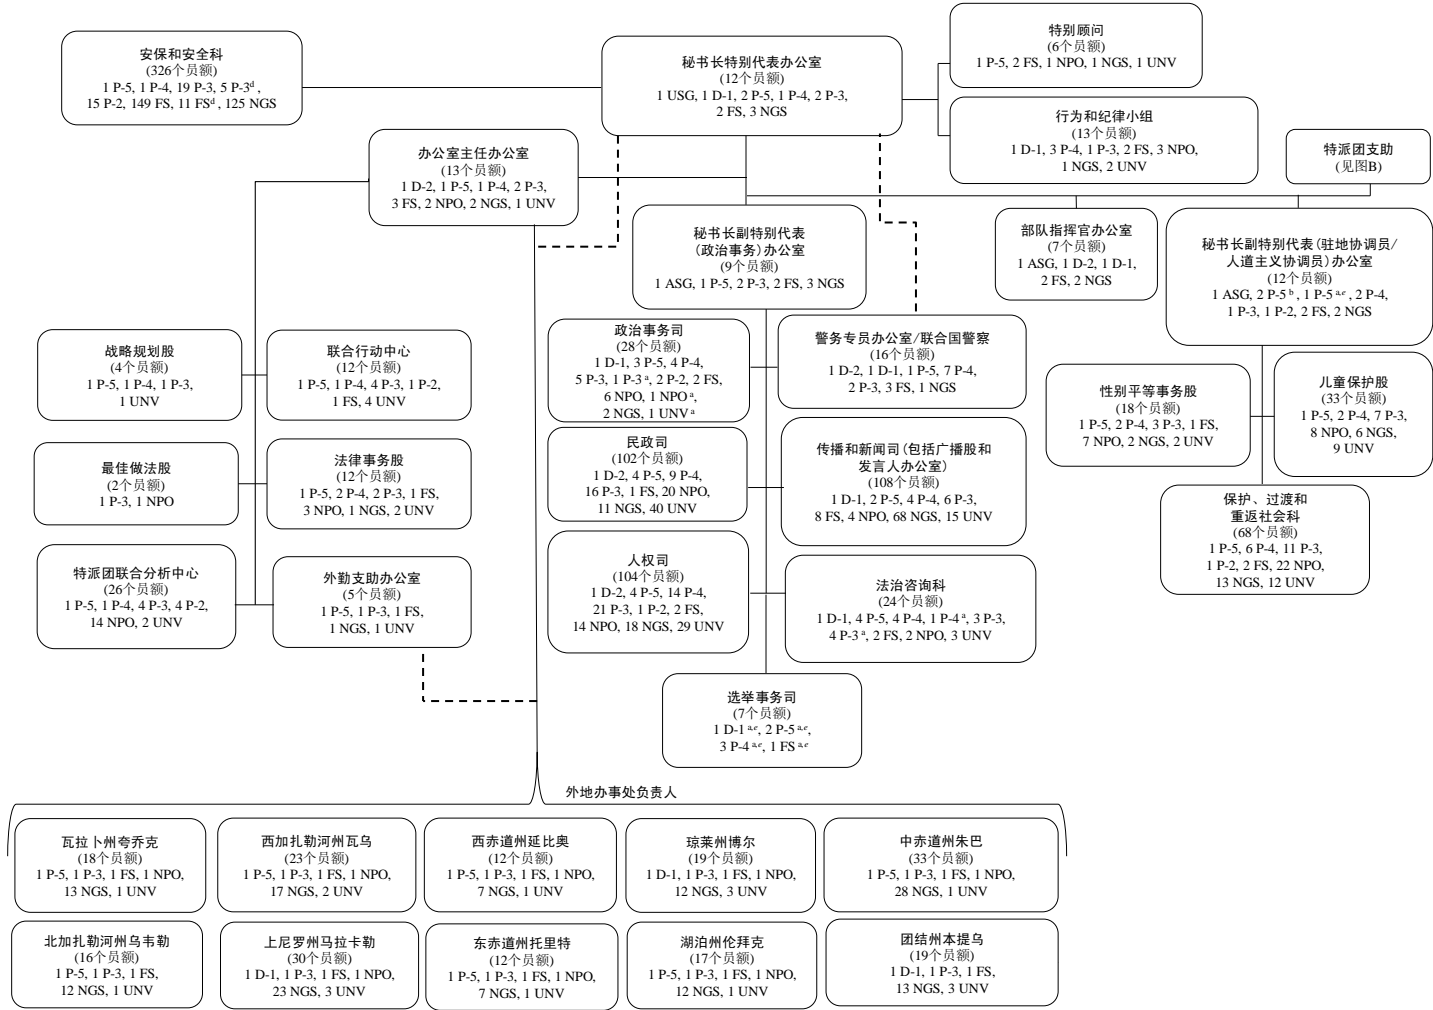 安保和安全科
(326个员额)
1 P-5, 1 P-4, 19 P-3, 5 P-3ᵈ,
15 P-2, 149 FS, 11 FSᵈ, 125 NGS
秘书长特别代表办公室
(12个员额)
1 USG, 1 D-1, 2 P-5, 1 P-4, 2 P-3,
2 FS, 3 NGS
特别顾问
(6个员额)
1 P-5, 2 FS, 1 NPO, 1 NGS, 1 UNV
行为和纪律小组
(13个员额)
1 D-1, 3 P-4, 1 P-3, 2 FS, 3 NPO,
1 NGS, 2 UNV
特派团支助
(见图B)
办公室主任办公室
(13个员额)
1 D-2, 1 P-5, 1 P-4, 2 P-3,
3 FS, 2 NPO, 2 NGS, 1 UNV
秘书长副特别代表
(政治事务)办公室
(9个员额)
1 ASG, 1 P-5, 2 P-3, 2 FS, 3 NGS
部队指挥官办公室
(7个员额)
1 ASG, 1 D-2, 1 D-1,
2 FS, 2 NGS
秘书长副特别代表(驻地协调员/
人道主义协调员)办公室
(12个员额)
1 ASG, 2 P-5 ᵇ, 1 P-5 ᵃ,ᵉ, 2 P-4,
1 P-3, 1 P-2, 2 FS, 2 NGS
战略规划股
(4个员额)
1 P-5, 1 P-4, 1 P-3,
1 UNV
联合行动中心
(12个员额)
1 P-5, 1 P-4, 4 P-3, 1 P-2,
1 FS, 4 UNV
政治事务司
(28个员额)
1 D-1, 3 P-5, 4 P-4,
5 P-3, 1 P-3 ᵃ, 2 P-2, 2 FS,
6 NPO, 1 NPO ᵃ,
2 NGS, 1 UNV ᵃ
警务专员办公室/联合国警察
(16个员额)
1 D-2, 1 D-1, 1 P-5, 7 P-4,
2 P-3, 3 FS, 1 NGS
性别平等事务股
(18个员额)
1 P-5, 2 P-4, 3 P-3, 1 FS,
7 NPO, 2 NGS, 2 UNV
儿童保护股
(33个员额)
1 P-5, 2 P-4, 7 P-3,
8 NPO, 6 NGS,
9 UNV
最佳做法股
(2个员额)
1 P-3, 1 NPO
法律事务股
(12个员额)
1 P-5, 2 P-4, 2 P-3, 1 FS,
3 NPO, 1 NGS, 2 UNV
民政司
(102个员额)
1 D-2, 4 P-5, 9 P-4,
16 P-3, 1 FS, 20 NPO,
11 NGS, 40 UNV
传播和新闻司(包括广播股和
发言人办公室)
(108个员额)
1 D-1, 2 P-5, 4 P-4, 6 P-3,
8 FS, 4 NPO, 68 NGS, 15 UNV
保护、过渡和
重返社会科
(68个员额)
1 P-5, 6 P-4, 11 P-3,
1 P-2, 2 FS, 22 NPO,
13 NGS, 12 UNV
特派团联合分析中心
(26个员额)
1 P-5, 1 P-4, 4 P-3, 4 P-2,
14 NPO, 2 UNV
外勤支助办公室
(5个员额)
1 P-5, 1 P-3, 1 FS,
1 NGS, 1 UNV
人权司
(104个员额)
1 D-2, 4 P-5, 14 P-4,
21 P-3, 1 P-2, 2 FS,
14 NPO, 18 NGS, 29 UNV
法治咨询科
(24个员额)
1 D-1, 4 P-5, 4 P-4, 1 P-4 ᵃ, 3 P-3,
4 P-3 ᵃ, 2 FS, 2 NPO, 3 UNV
选举事务司
(7个员额)
1 D-1 ᵃ,ᵉ, 2 P-5 ᵃ,ᵉ,
3 P-4 ᵃ,ᵉ, 1 FS ᵃ,ᵉ
外地办事处负责人
瓦拉卜州夸乔克
(18个员额)
1 P-5, 1 P-3, 1 FS, 1 NPO,
13 NGS, 1 UNV
西加扎勒河州瓦乌
(23个员额)
1 P-5, 1 P-3, 1 FS, 1 NPO,
17 NGS, 2 UNV
西赤道州延比奥
(12个员额)
1 P-5, 1 P-3, 1 FS, 1 NPO,
7 NGS, 1 UNV
琼莱州博尔
(19个员额)
1 D-1, 1 P-3, 1 FS, 1 NPO,
12 NGS, 3 UNV
中赤道州朱巴
(33个员额)
1 P-5, 1 P-3, 1 FS, 1 NPO,
28 NGS, 1 UNV
北加扎勒河州乌韦勒
(16个员额)
1 P-5, 1 P-3, 1 FS,
12 NGS, 1 UNV
上尼罗州马拉卡勒
(30个员额)
1 D-1, 1 P-3, 1 FS, 1 NPO,
23 NGS, 3 UNV
东赤道州托里特
(12个员额)
1 P-5, 1 P-3, 1 FS, 1 NPO,
7 NGS, 1 UNV
湖泊州伦拜克
(17个员额)
1 P-5, 1 P-3, 1 FS, 1 NPO,
12 NGS, 1 UNV
团结州本提乌
(19个员额)
1 D-1, 1 P-3, 1 FS,
13 NGS, 3 UNV